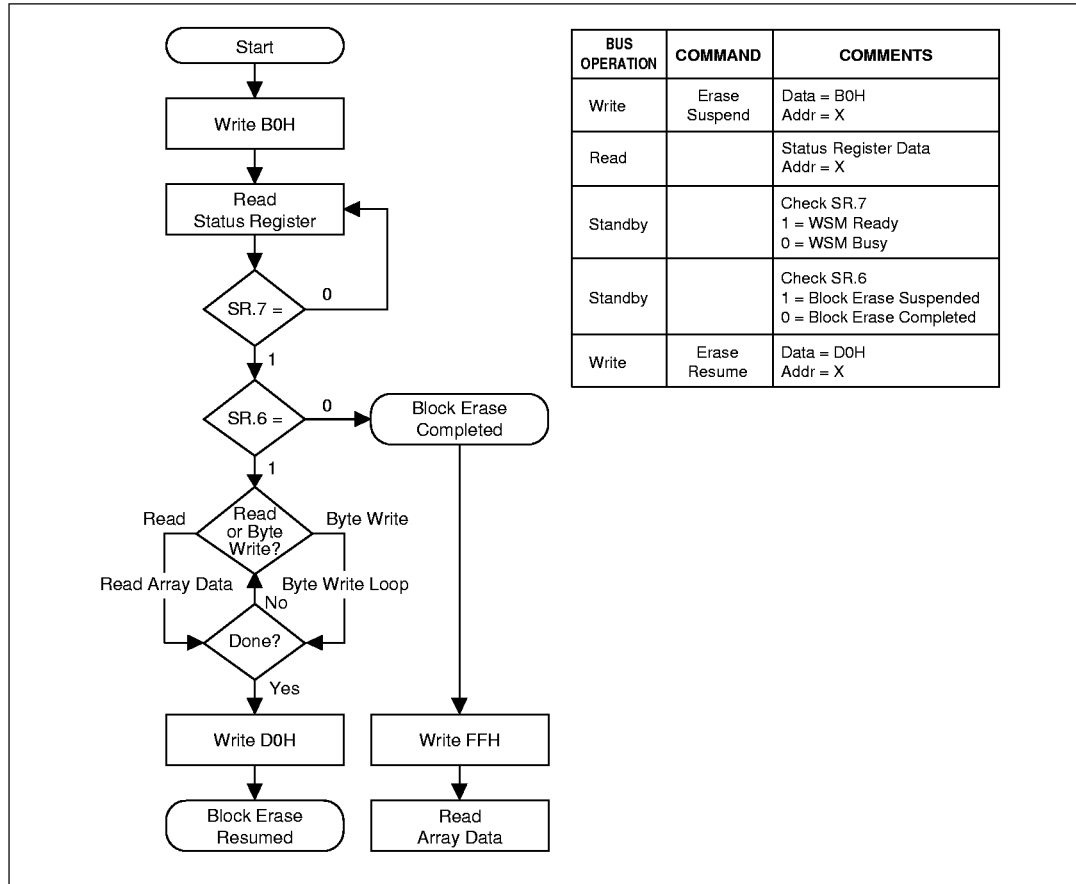 Start
Write B0H
Read
Status Register
SR.7 =
0
1
SR.6 =
0
Block Erase
Completed
1
Read
Read
or Byte
Write?
Byte Write
Read Array Data
Byte Write Loop
No
Done?
Yes
Write D0H
Write FFH
Block Erase
Resumed
Read
Array Data
BUS
OPERATION
COMMAND
COMMENTS
Write
Erase
Suspend
Data = B0H
Addr = X
Read
Status Register Data
Addr = X
Standby
Check SR.7
1 = WSM Ready
0 = WSM Busy
Standby
Check SR.6
1 = Block Erase Suspended
0 = Block Erase Completed
Write
Erase
Resume
Data = D0H
Addr = X